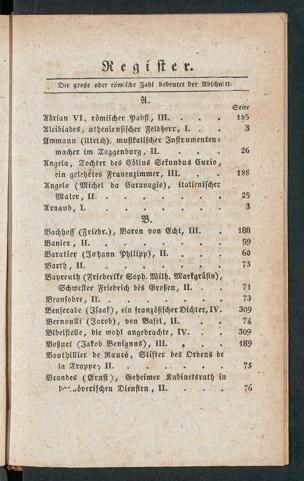 Register.
Die große oder römische Zahl bedeutet der Abschnitt.
A.
Seite
Adrian VI, römischer Pabst, III. . . 185
Alcibiades, atheniensischer Feldherr, I. . . 3
Ammann (Ulrich), musikalischer Instrumenten-
macher im Toggenburg, II. . . 26
Angela, Tochter des Cölius Sekundus Curio,
ein gelehrtes Frauenzimmer, III. . . 188
Angelo (Michel da Caravagio), italienischer
Maler, II. . . . 25
Arnaud, I. . . . 3
B.
Bachhoff (Friedr.), Baron von Echt, III. . 188
Banier, II. . . . 59
Baratier (Johann Philipp), II. . . 60
Barth, II. . . . 73
Bayreuth (Friederike Soph. Wilh. Markgräfin),
Schwester Friedrich des Großen, II. . . 71
Beausobre, II. . . . 73
Benserade (Isaak), ein französischer Dichter, IV. 309
Bernoulli (Jacob), von Basel, II. . . 74
Bibelstelle, die wohl angebrachte, IV. . . 309
Boßuet (Jakob Benignus), III. . . 189
Bouthillier de Rancé, Stifter des Ordens de
la Trappe, II. . . . 75
Brandes (Ernst), Geheimer Kabinetsrath in
hannöverischen Diensten, II. . . 76